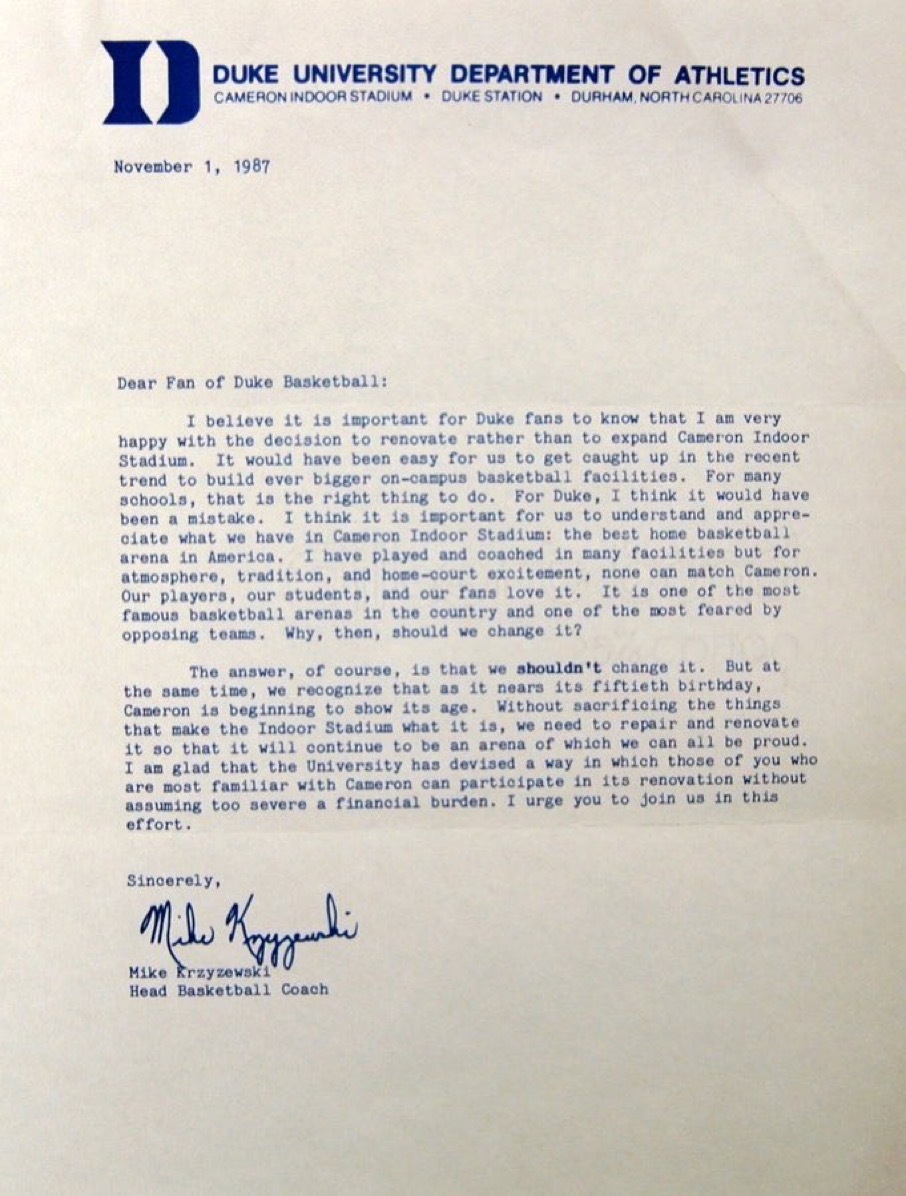 D
DUKE UNIVERSITY DEPARTMENT OF ATHLETICS
CAMERON INDOOR STADIUM • DUKE STATION • DURHAM, NORTH CAROLINA 27706
November 1, 1987
Dear Fan of Duke Basketball:
I believe it is important for Duke fans to know that I am very
happy with the decision to renovate rather than to expand Cameron Indoor
Stadium. It would have been easy for us to get caught up in the recent
trend to build ever bigger on-campus basketball facilities. For many
schools, that is the right thing to do. For Duke, I think it would have
been a mistake. I think it is important for us to understand and appre-
ciate what we have in Cameron Indoor Stadium: the best home basketball
arena in America. I have played and coached in many facilities but for
atmosphere, tradition, and home-court excitement, none can match Cameron.
Our players, our students, and our fans love it. It is one of the most
famous basketball arenas in the country and one of the most feared by
opposing teams. Why, then, should we change it?
The answer, of course, is that we shouldn't change it. But at
the same time, we recognize that as it nears its fiftieth birthday,
Cameron is beginning to show its age. Without sacrificing the things
that make the Indoor Stadium what it is, we need to repair and renovate
it so that it will continue to be an arena of which we can all be proud.
I am glad that the University has devised a way in which those of you who
are most familiar with Cameron can participate in its renovation without
assuming too severe a financial burden. I urge you to join us in this
effort.
Sincerely,
Mike Krzyzewski
Mike Krzyzewski
Head Basketball Coach